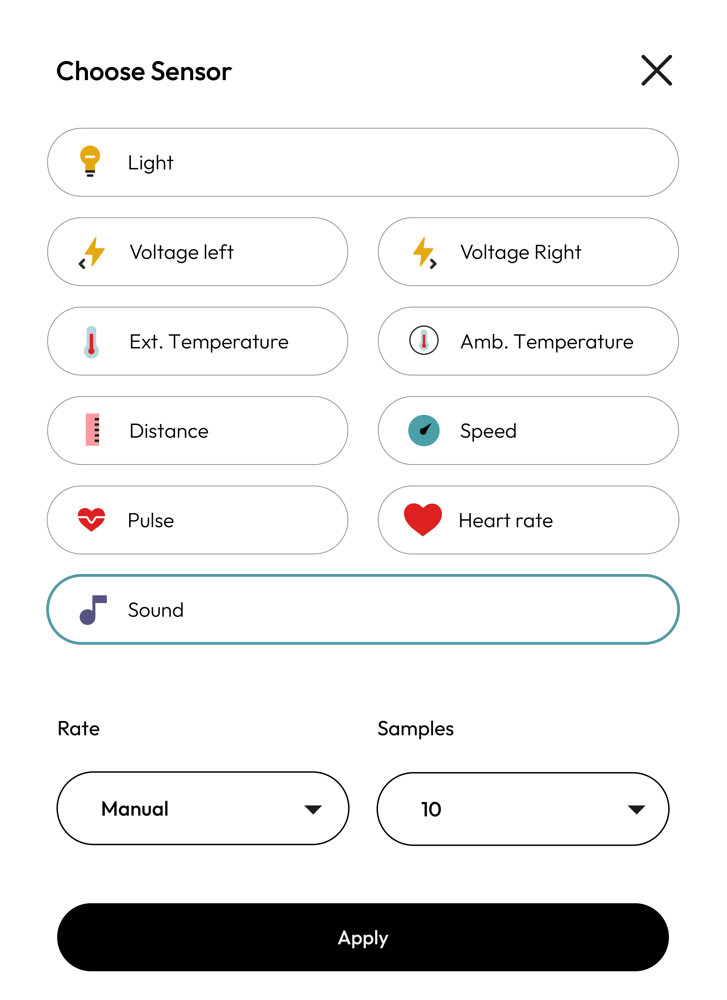 Choose Sensor
Light
Voltage left
Voltage Right
Ext. Temperature
Amb. Temperature
Distance
Speed
Pulse
Heart rate
Sound
Rate
Samples
Manual
10
Apply